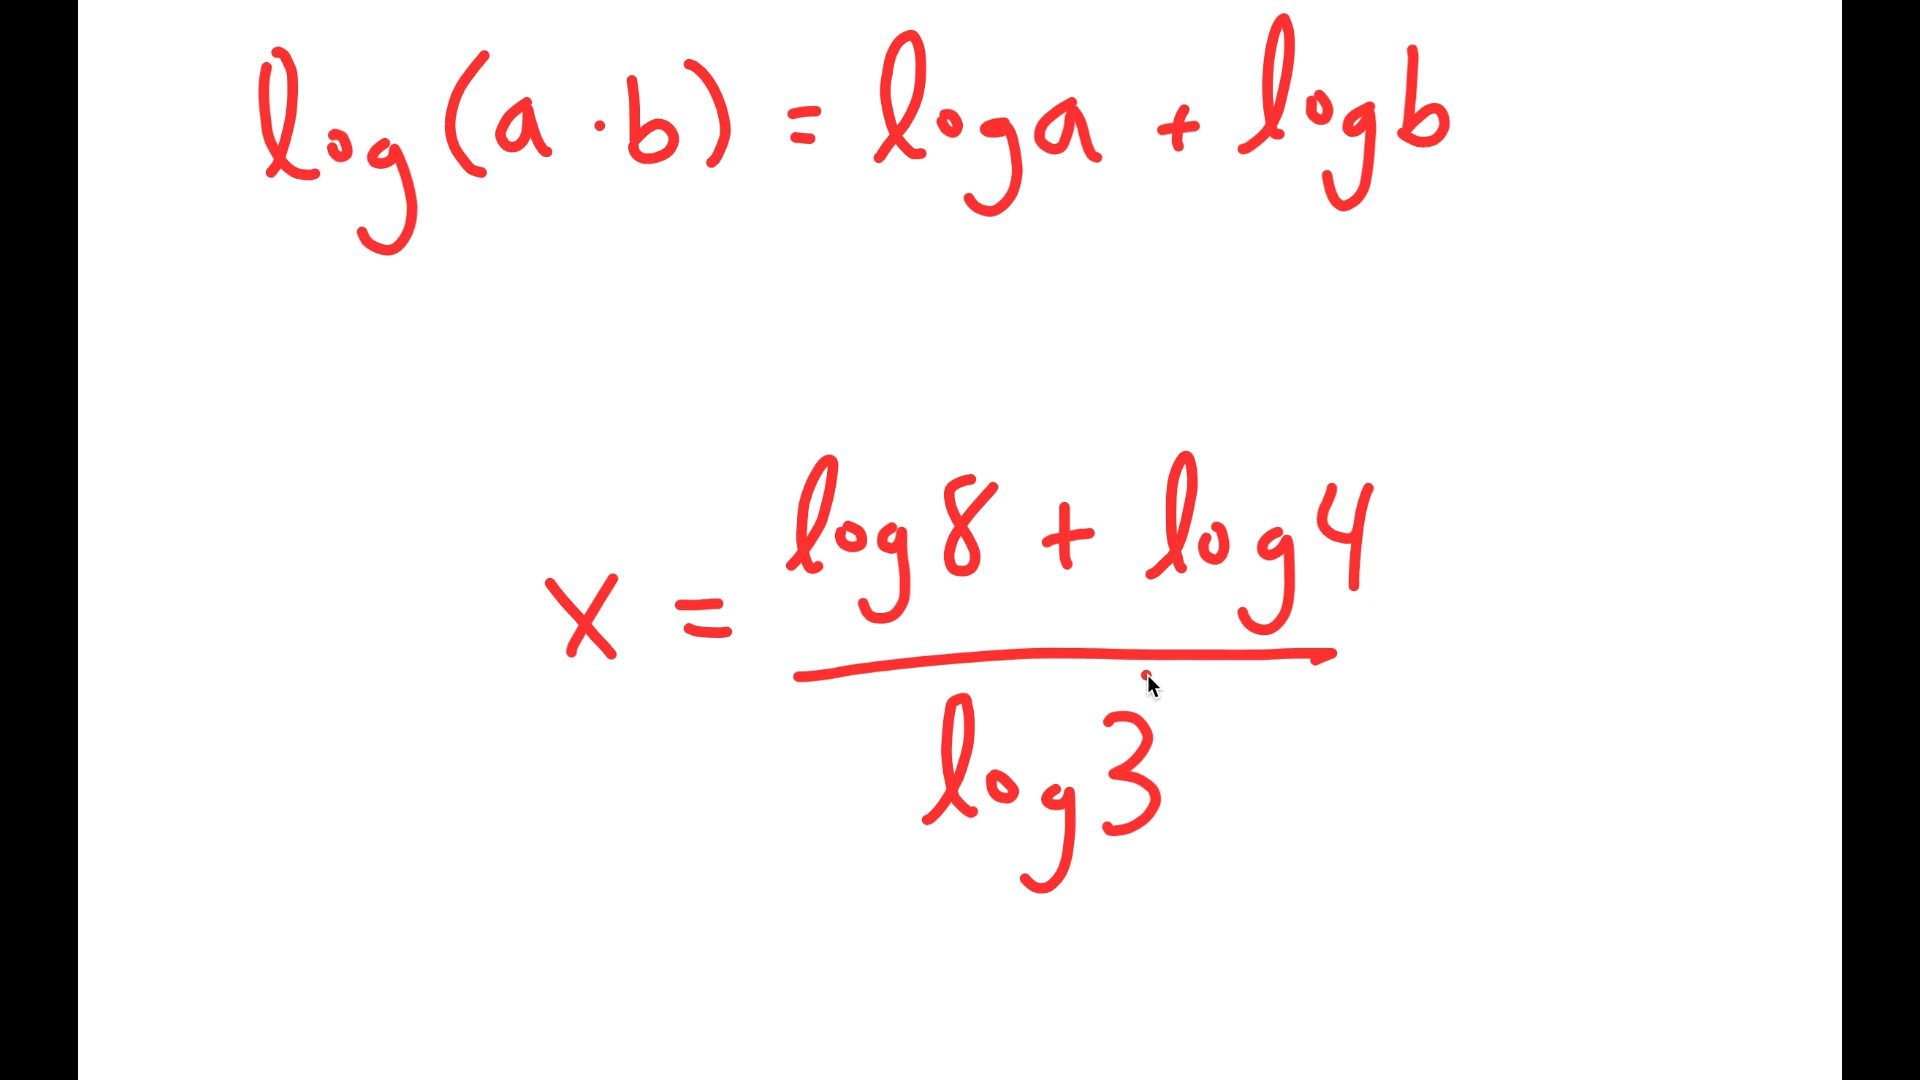 log(a·b) = log a + log b
x = (log 8 + log 4) / log 3